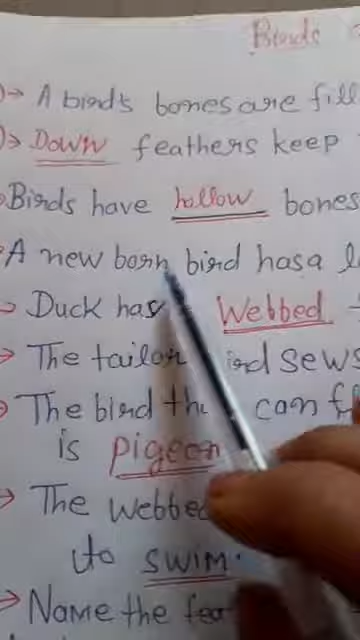 Birds
A bird's bones are fill
Down feathers keep
Birds have hollow bones
A new born bird has a
Duck has Webbed
The tailor sews
The bird can
is pigeon
The Webbed
to swim.
Name the